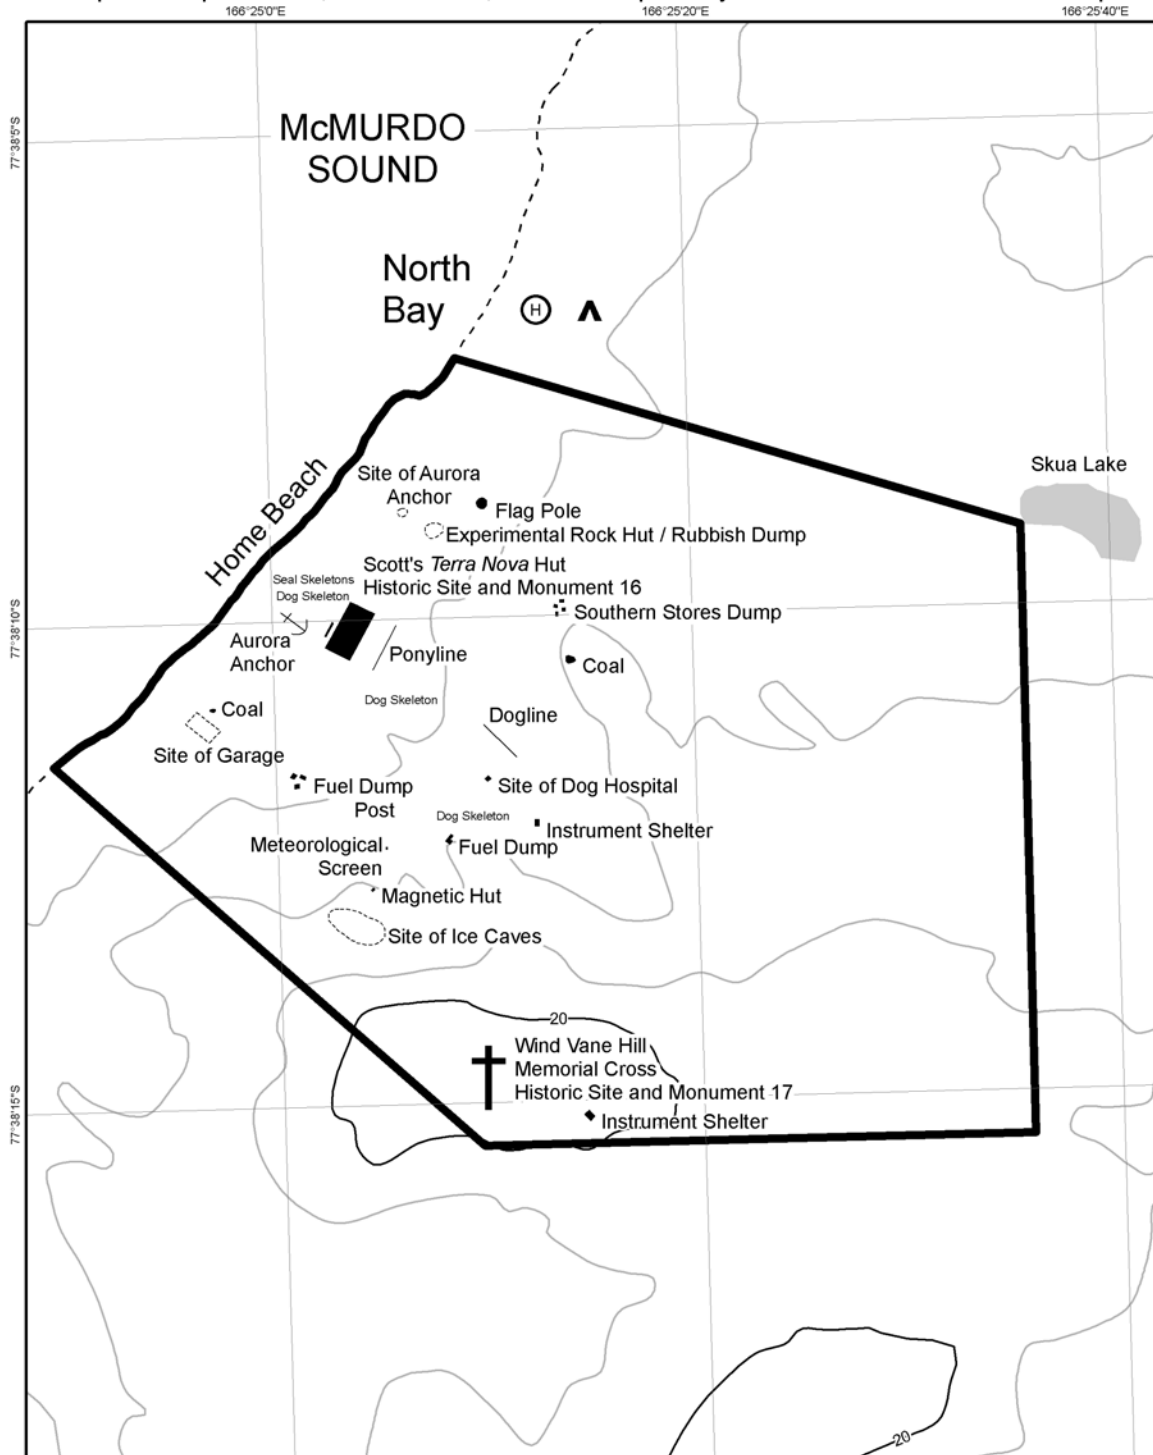 166°25'0"E
166°25'20"E
166°25'40"E
77°38'5"S
McMURDO
SOUND
North
Bay
H
Skua Lake
Site of Aurora
Anchor
Flag Pole
Home Beach
Experimental Rock Hut / Rubbish Dump
Scott's Terra Nova Hut
Historic Site and Monument 16
Seal Skeletons
Dog Skeleton
77°38'10"S
Southern Stores Dump
Aurora
Anchor
Ponyline
Coal
Dog Skeleton
Coal
Dogline
Site of Garage
Fuel Dump
Post
Site of Dog Hospital
Dog Skeleton
Instrument Shelter
Meteorological
Screen
Fuel Dump
Magnetic Hut
Site of Ice Caves
20
Wind Vane Hill
Memorial Cross
Historic Site and Monument 17
77°38'15"S
Instrument Shelter
20